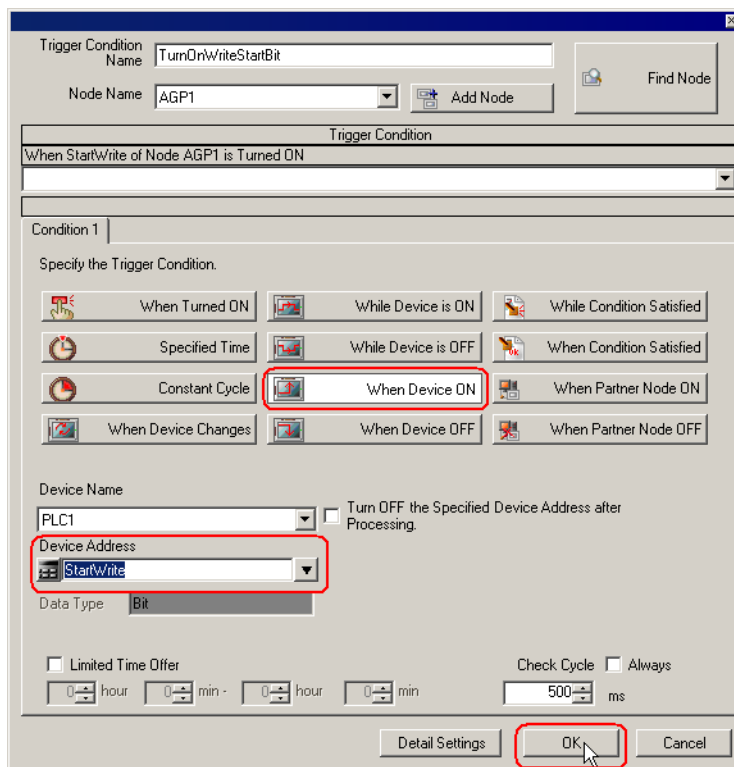 Trigger Condition
Name
TurnOnWriteStartBit
Find Node
Node Name
AGP1
Add Node
Trigger Condition
When StartWrite of Node AGP1 is Turned ON
Condition 1
Specify the Trigger Condition.
When Turned ON
While Device is ON
While Condition Satisfied
Specified Time
While Device is OFF
When Condition Satisfied
Constant Cycle
When Device ON
When Partner Node ON
When Device Changes
When Device OFF
When Partner Node OFF
Device Name
PLC1
Turn OFF the Specified Device Address after
Processing.
Device Address
StartWrite
Data Type
Bit
Limited Time Offer
Check Cycle
Always
0 hour 0 min - 0 hour 0 min
500 ms
Detail Settings
OK
Cancel